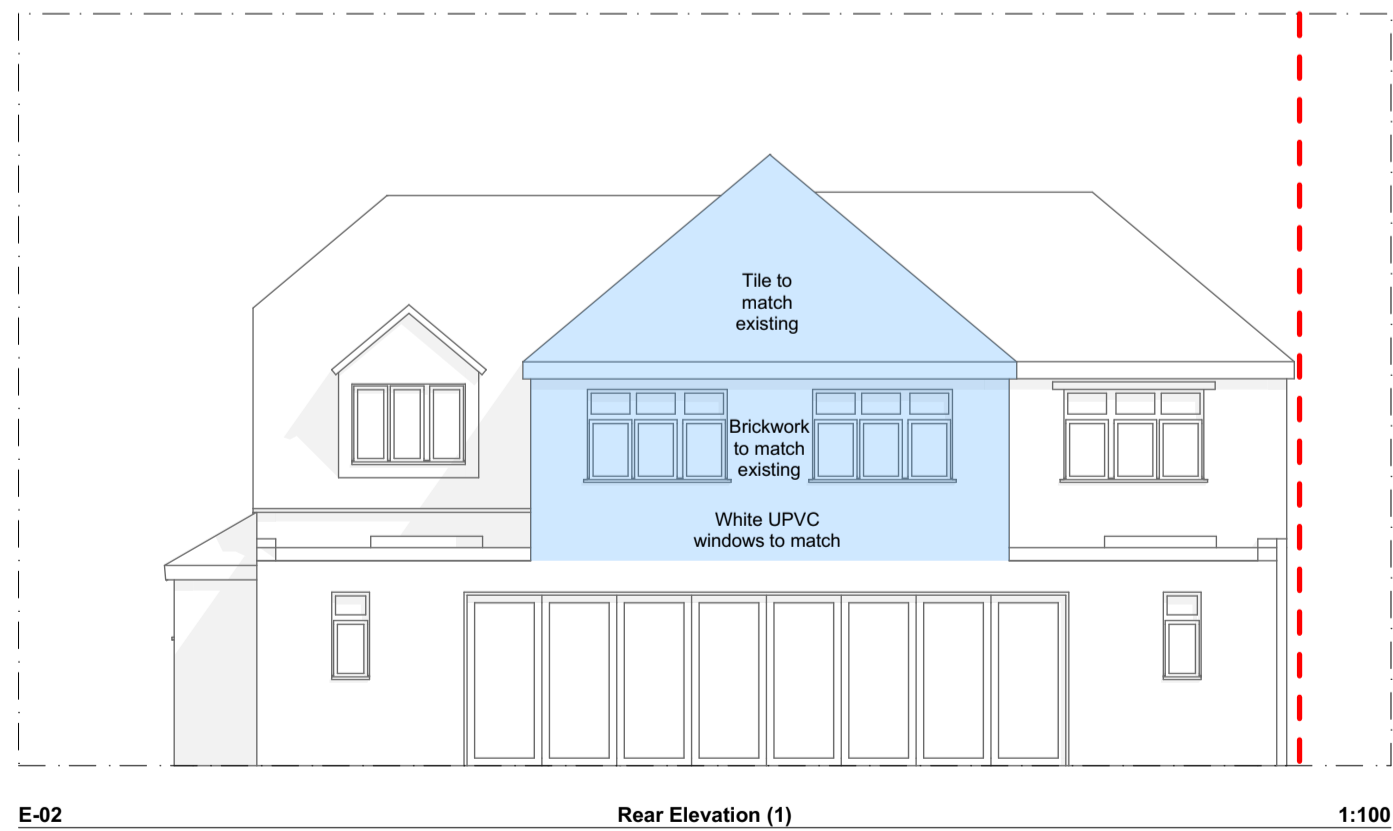 Tile to
match
existing
Brickwork
to match
existing
White UPVC
windows to match
E-02
Rear Elevation (1)
1:100